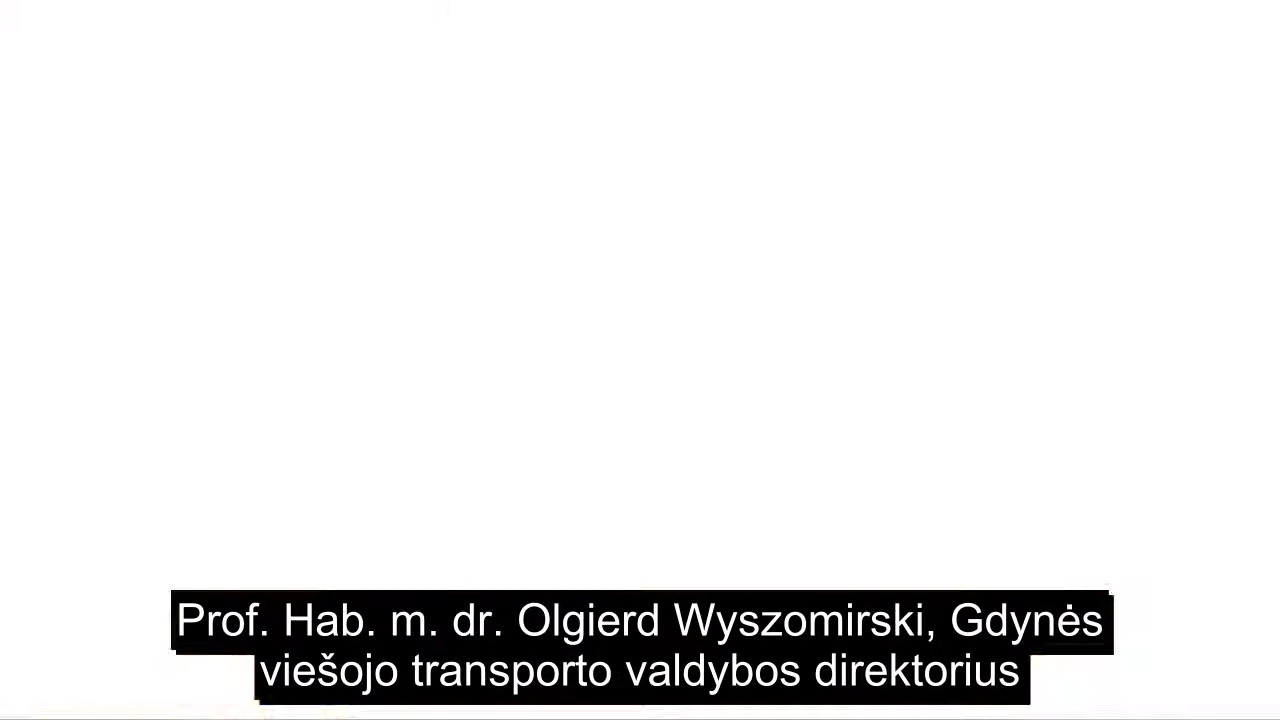 Prof. Hab. m. dr. Olgierd Wyszomirski, Gdynės
viešojo transporto valdybos direktorius